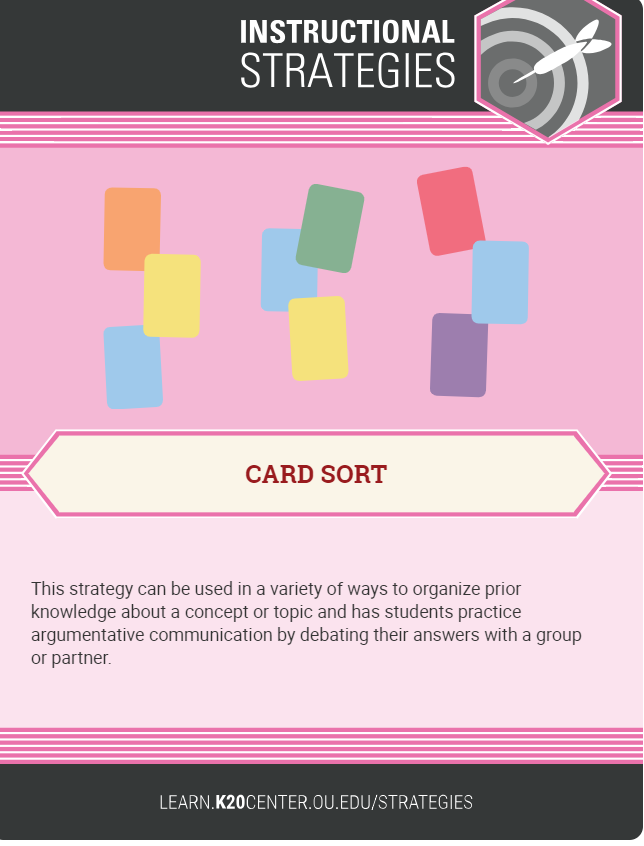 INSTRUCTIONAL
STRATEGIES
CARD SORT
This strategy can be used in a variety of ways to organize prior
knowledge about a concept or topic and has students practice
argumentative communication by debating their answers with a group
or partner.
LEARN.K20CENTER.OU.EDU/STRATEGIES